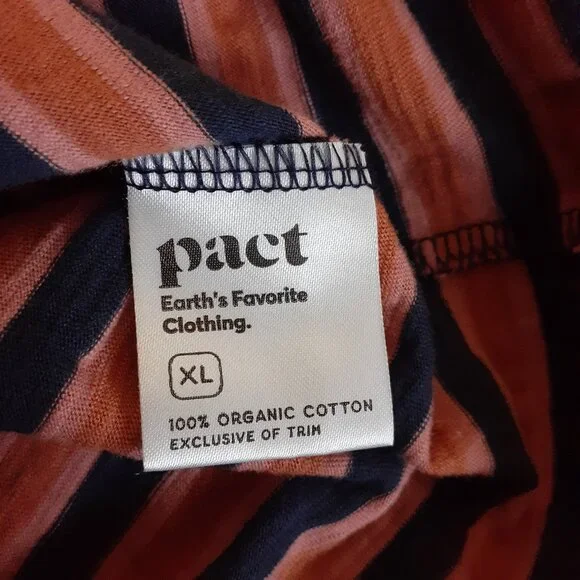 pact
Earth's Favorite
Clothing.
XL
100% ORGANIC COTTON
EXCLUSIVE OF TRIM